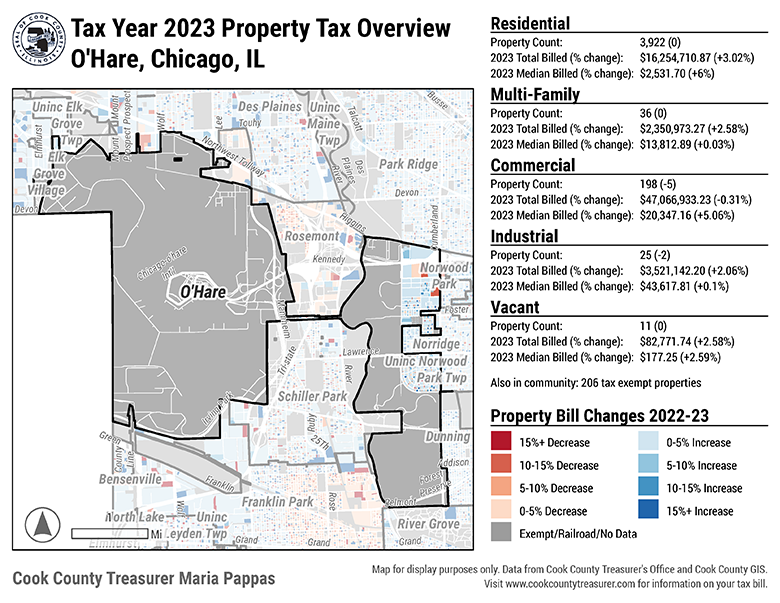 Tax Year 2023 Property Tax Overview
O'Hare, Chicago, IL
SEAL OF COOK COUNTY
ILLINOIS
Residential
Property Count: 3,922 (0)
2023 Total Billed (% change): $16,254,710.87 (+3.02%)
2023 Median Billed (% change): $2,531.70 (+6%)
Multi-Family
Property Count: 36 (0)
2023 Total Billed (% change): $2,350,973.27 (+2.58%)
2023 Median Billed (% change): $13,812.89 (+0.03%)
Commercial
Property Count: 198 (-5)
2023 Total Billed (% change): $47,066,933.23 (-0.31%)
2023 Median Billed (% change): $20,347.16 (+5.06%)
Industrial
Property Count: 25 (-2)
2023 Total Billed (% change): $3,521,142.20 (+2.06%)
2023 Median Billed (% change): $43,617.81 (+0.1%)
Vacant
Property Count: 11 (0)
2023 Total Billed (% change): $82,771.74 (+2.58%)
2023 Median Billed (% change): $177.25 (+2.59%)
Also in community: 206 tax exempt properties
Property Bill Changes 2022-23
15%+ Decrease
10-15% Decrease
5-10% Decrease
0-5% Decrease
Exempt/Railroad/No Data
0-5% Increase
5-10% Increase
10-15% Increase
15%+ Increase
Uninc Elk
Grove
Twp
Elmhurst
Mount
Prospect
Mount
Prospect
Wolf
Lee
Des Plaines
Touhy
Uninc
Maine
Twp
Talcott
Busse
Northwest Tollway
Des
Plaines
River
Park Ridge
Devon
Elk
Grove
Village
Devon
Higgins
Cumberland
Rosemont
Kennedy
Chicago Ohare
Intl
O'Hare
Mannheim
Norwood
Park
Foster
Norridge
Uninc Norwood
Park Twp
Tri-state
Lawrence
River
Schiller Park
Irving Park
Ruby
25Th
Dunning
Addison
Forest
Preserve
Belmont
Green
County
Line
Bensenville
Franklin
Franklin Park
Rose
North Lake
Wolf
Uninc
Leyden Twp
Elmhurst
Grand
Grand
Grand
River Grove
Mi
Cook County Treasurer Maria Pappas
Map for display purposes only. Data from Cook County Treasurer's Office and Cook County GIS.
Visit www.cookcountytreasurer.com for information on your tax bill.